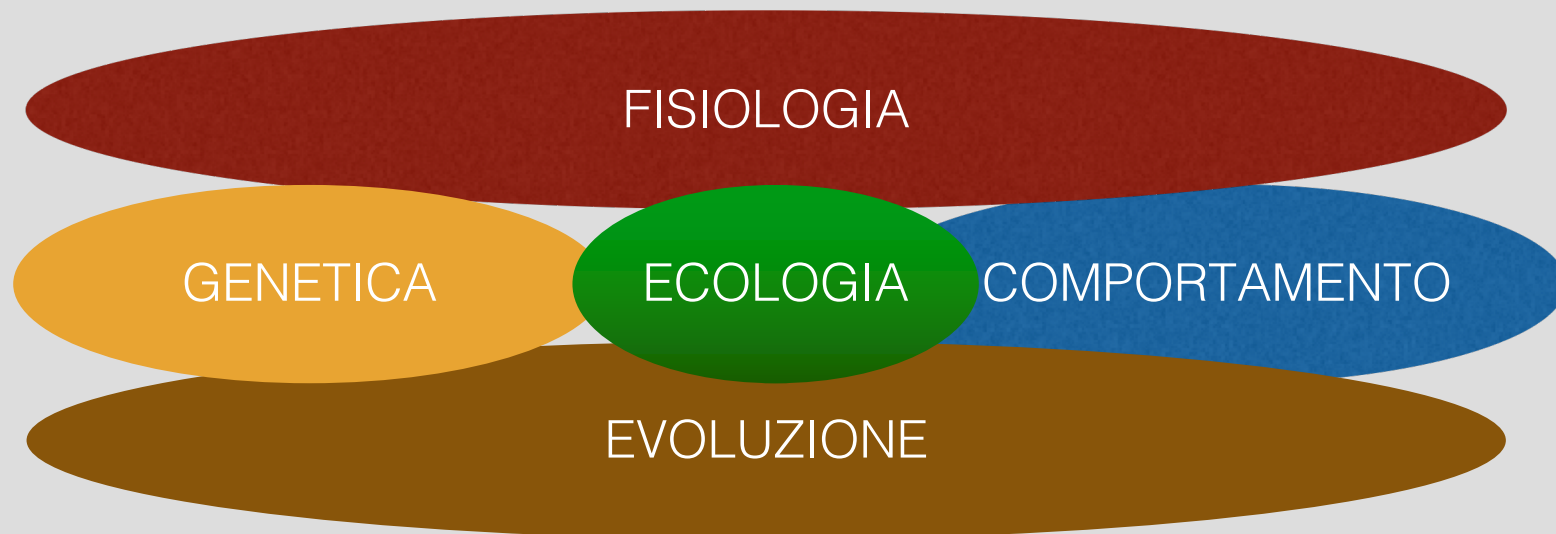 FISIOLOGIA
GENETICA ECOLOGIA COMPORTAMENTO
EVOLUZIONE